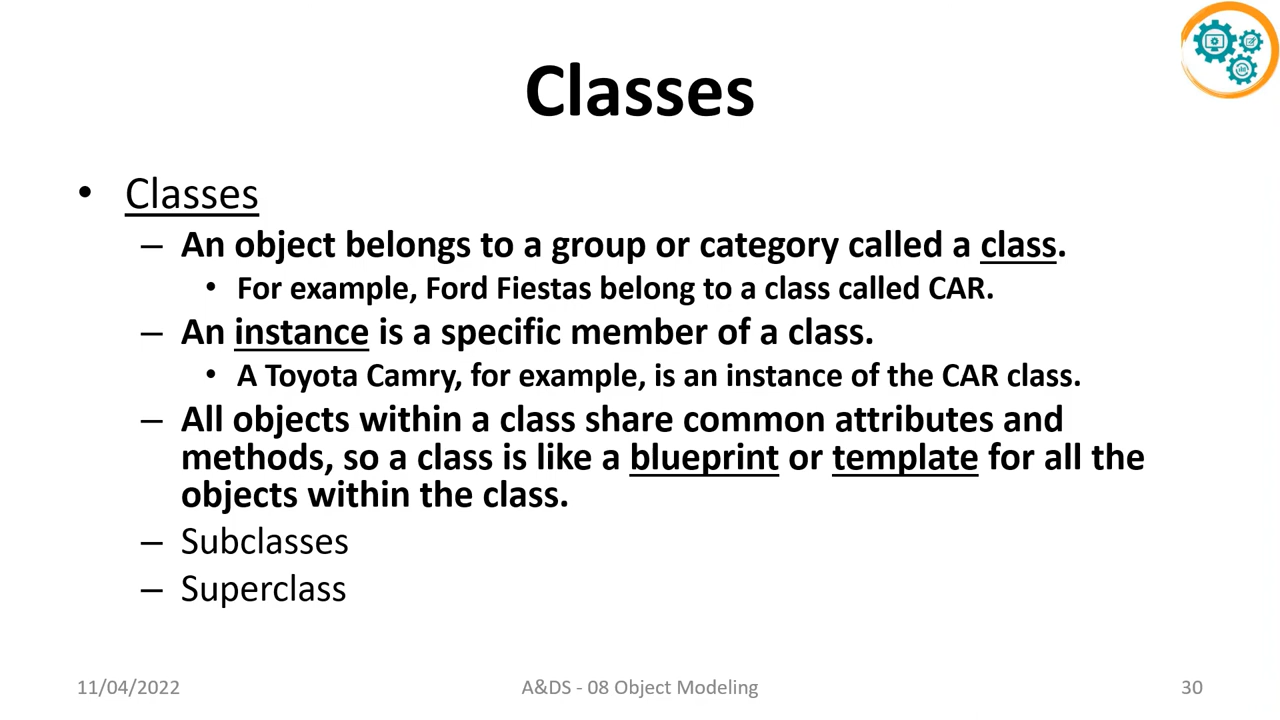 Classes
• Classes
– An object belongs to a group or category called a class.
• For example, Ford Fiestas belong to a class called CAR.
– An instance is a specific member of a class.
• A Toyota Camry, for example, is an instance of the CAR class.
– All objects within a class share common attributes and
methods, so a class is like a blueprint or template for all the
objects within the class.
– Subclasses
– Superclass
11/04/2022
A&DS - 08 Object Modeling
30